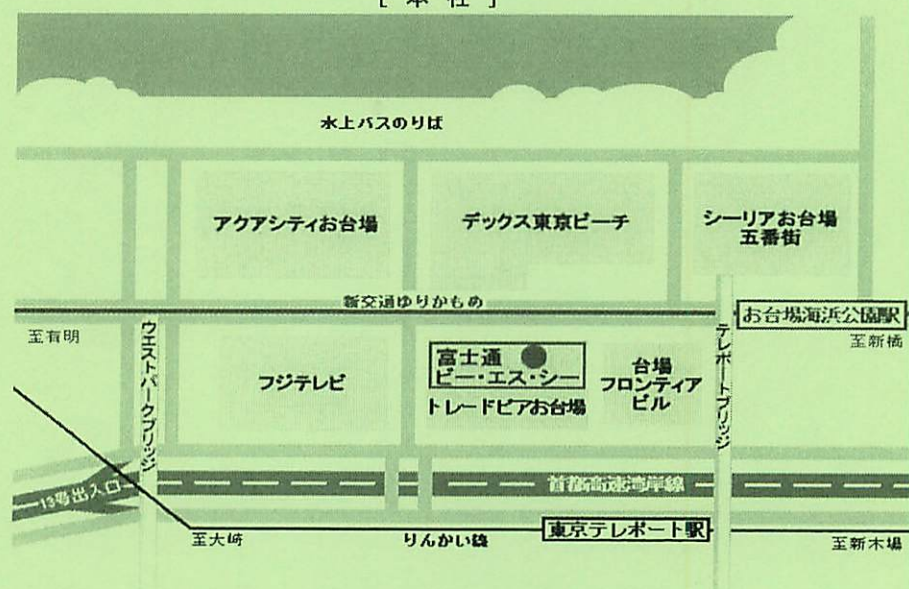 [ 本 社 ]
水上バスのりば
アクアシティお台場
デックス東京ビーチ
シーリアお台場
五番街
新交通ゆりかもめ
お台場海浜公園駅
至有明
至新橋
ウエストパークブリッジ
テレポートブリッジ
フジテレビ
富士通
ビー・エス・シー
トレードピアお台場
台場
フロンティア
ビル
首都高速湾岸線
13号出入口
東京テレポート駅
至大崎
りんかい線
至新木場